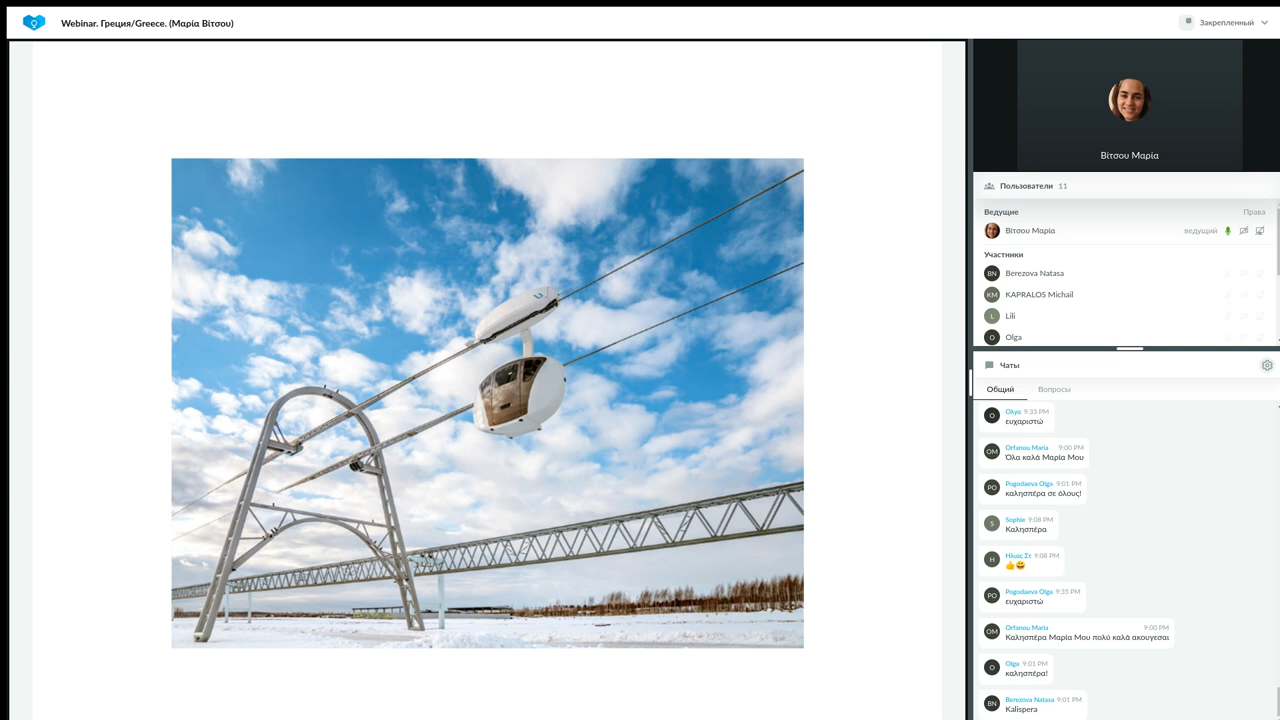 Webinar. Греция/Greece. (Μαρία Βίτσου)
Закрепленный
Βίτσου Μαρία
Пользователи 11
Ведущие Права
Βίτσου Μαρία ведущий
Участники
BN Berezova Natasa
KM KAPRALOS Michail
L Lili
O Olga
Чаты
Общий Вопросы
O Ολγα 9:33 PM
ευχαριστώ
OM Orfanou Maria 9:00 PM
Όλα καλά Μαρία Μου
PO Pogodaeva Olga 9:01 PM
καλησπέρα σε όλους!
S Sophie 9:08 PM
Καλησπέρα
Η Ηλιας Στ 9:08 PM
👍😃
PO Pogodaeva Olga 9:35 PM
ευχαριστώ
OM Orfanou Maria 9:00 PM
Καλησπέρα Μαρία Μου πολύ καλά ακουγεσαι
O Olga 9:01 PM
καλησπέρα!
BN Berezova Natasa 9:01 PM
Kalispera